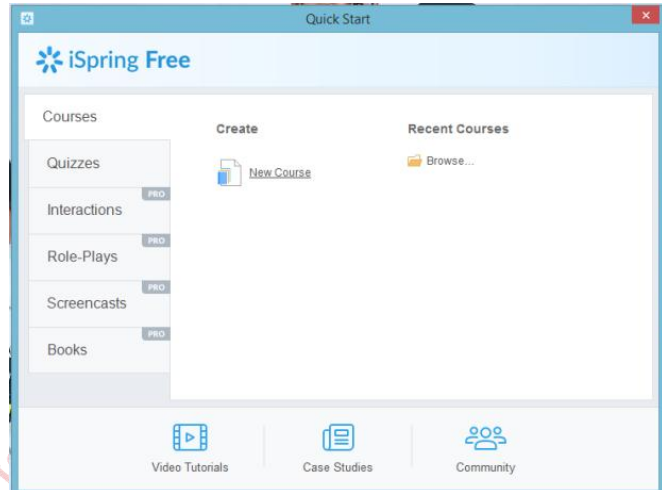 Quick Start
iSpring Free
Courses
Quizzes
Interactions
PRO
Role-Plays
PRO
Screencasts
PRO
Books
PRO
Create
New Course
Recent Courses
Browse...
Video Tutorials
Case Studies
Community